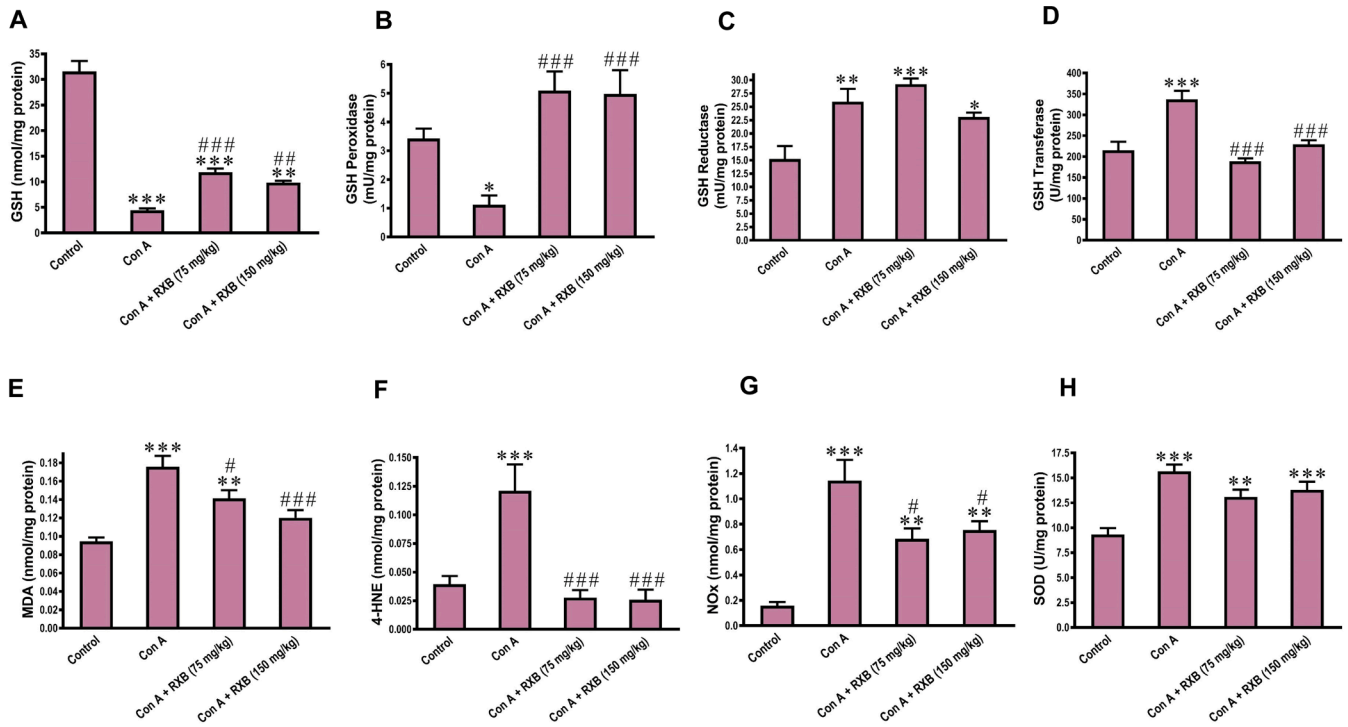 A
GSH (nmol/mg protein)
35
30
25
20
15
10
5
0
***
###
***
##
**
Control
Con A
Con A + RXB (75 mg/kg)
Con A + RXB (150 mg/kg)
B
GSH Peroxidase
(mU/mg protein)
6
5
4
3
2
1
0
*
###
###
Control
Con A
Con A + RXB (75 mg/kg)
Con A + RXB (150 mg/kg)
C
GSH Reductase
(mU/mg protein)
30.0
27.5
25.0
22.5
20.0
17.5
15.0
12.5
10.0
7.5
5.0
2.5
0.0
**
***
*
Control
Con A
Con A + RXB (75 mg/kg)
Con A + RXB (150 mg/kg)
D
GSH Transferase
(U/mg protein)
400
350
300
250
200
150
100
50
0
***
###
###
Control
Con A
Con A + RXB (75 mg/kg)
Con A + RXB (150 mg/kg)
E
MDA (nmol/mg protein)
0.18
0.16
0.14
0.12
0.10
0.08
0.06
0.04
0.02
0.00
***
#
**
###
Control
Con A
Con A + RXB (75 mg/kg)
Con A + RXB (150 mg/kg)
F
4-HNE (nmol/mg protein)
0.150
0.125
0.100
0.075
0.050
0.025
0.000
***
###
###
Control
Con A
Con A + RXB (75 mg/kg)
Con A + RXB (150 mg/kg)
G
NOx (nmol/mg protein)
1.4
1.2
1.0
0.8
0.6
0.4
0.2
0.0
***
#
**
#
**
Control
Con A
Con A + RXB (75 mg/kg)
Con A + RXB (150 mg/kg)
H
SOD (U/mg protein)
17.5
15.0
12.5
10.0
7.5
5.0
2.5
0.0
***
**
***
Control
Con A
Con A + RXB (75 mg/kg)
Con A + RXB (150 mg/kg)